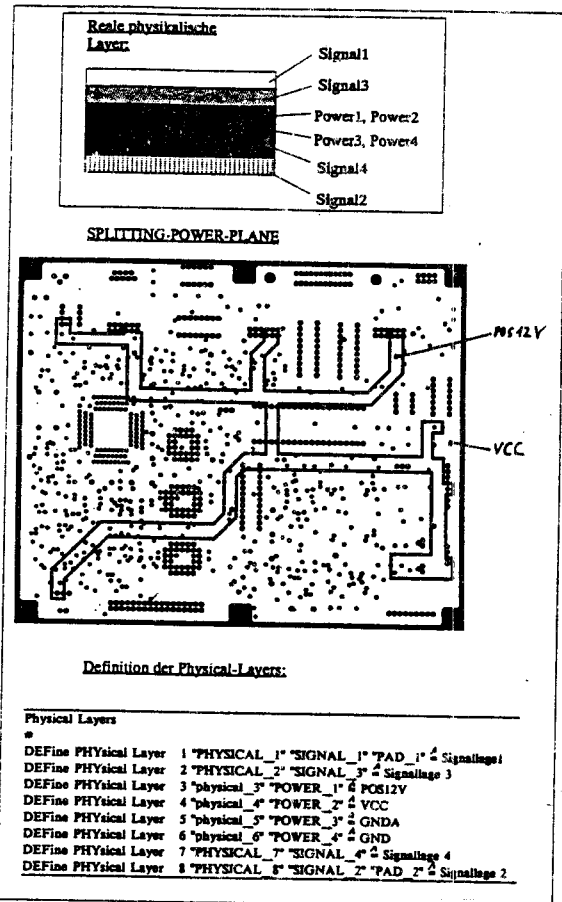 Reale physikalische
Layer:
Signal1
Signal3
Power1, Power2
Power3, Power4
Signal4
Signal2
SPLITTING-POWER-PLANE
POS12V
VCC
Definition der Physical-Layers:
Physical Layers
#
DEFine PHYsical Layer 1 "PHYSICAL_1" "SIGNAL_1" "PAD_1" ≙ Signallage1
DEFine PHYsical Layer 2 "PHYSICAL_2" "SIGNAL_3" ≙ Signallage 3
DEFine PHYsical Layer 3 "physical_3" "POWER_1" ≙ POS12V
DEFine PHYsical Layer 4 "physical_4" "POWER_2" ≙ VCC
DEFine PHYsical Layer 5 "physical_5" "POWER_3" ≙ GNDA
DEFine PHYsical Layer 6 "physical_6" "POWER_4" ≙ GND
DEFine PHYsical Layer 7 "PHYSICAL_7" "SIGNAL_4" ≙ Signallage 4
DEFine PHYsical Layer 8 "PHYSICAL_8" "SIGNAL_2" "PAD_2" ≙ Signallage 2